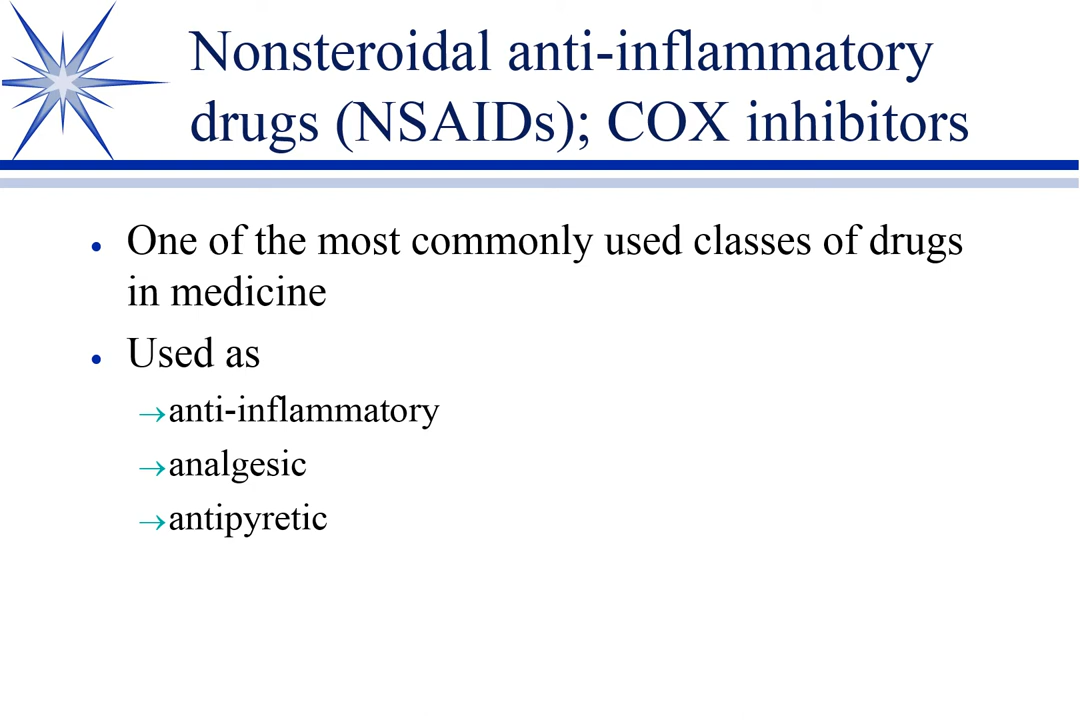 Nonsteroidal anti-inflammatory
drugs (NSAIDs); COX inhibitors
• One of the most commonly used classes of drugs
in medicine
• Used as
→anti-inflammatory
→analgesic
→antipyretic